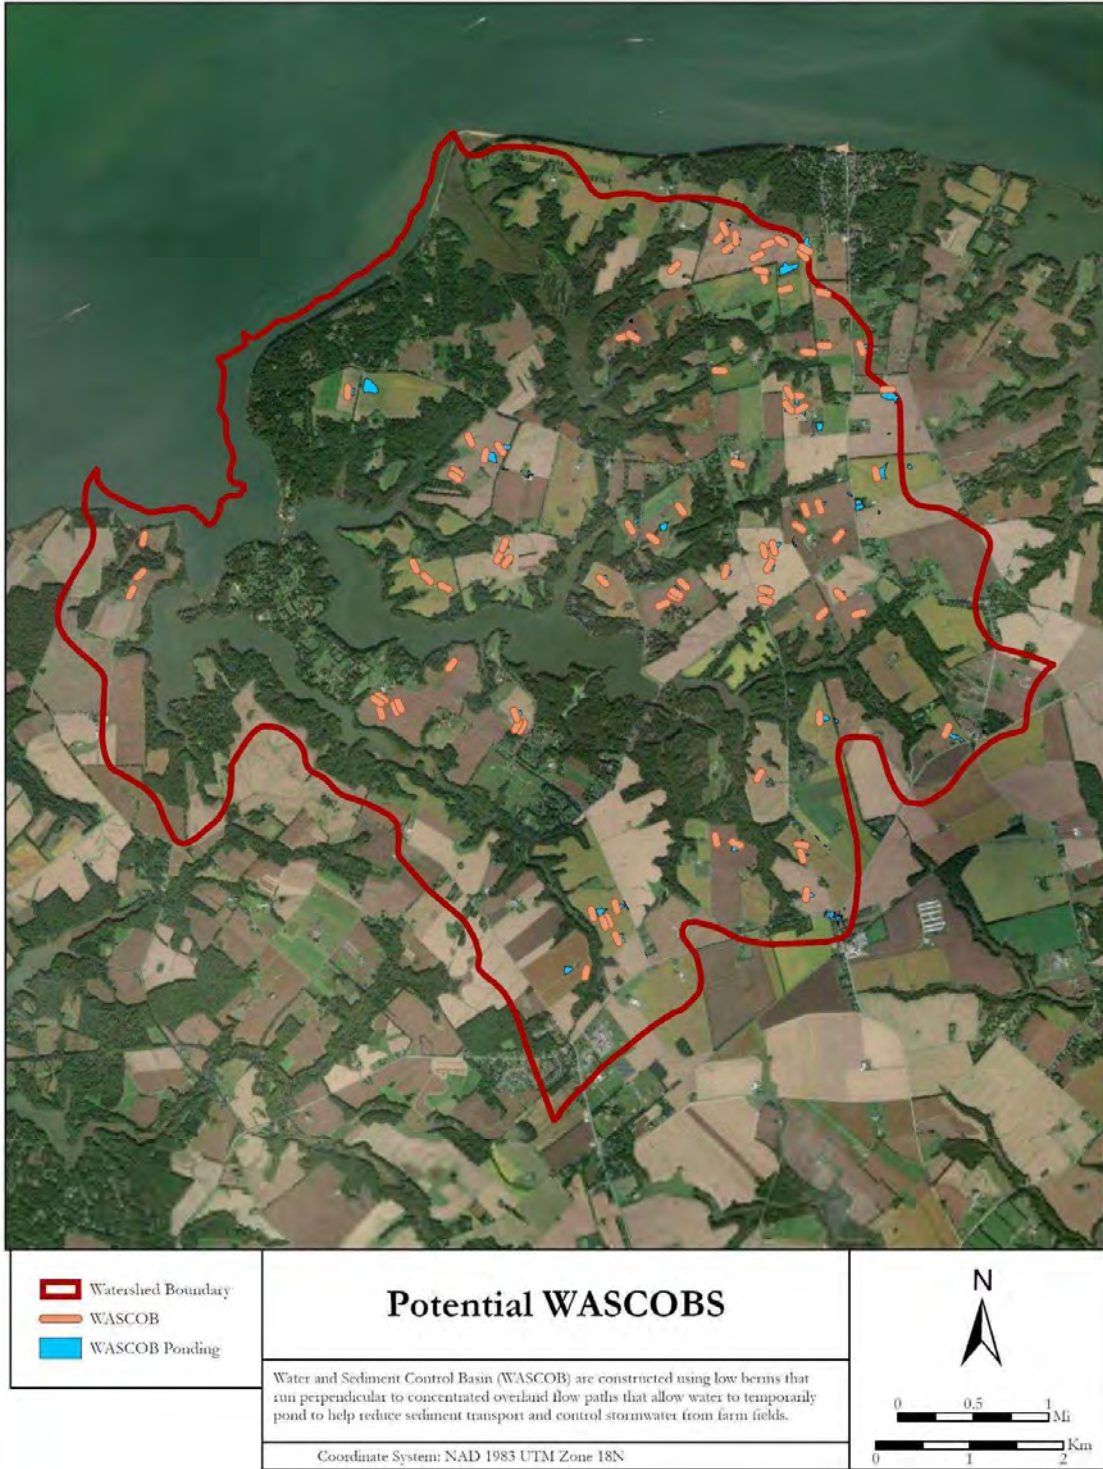 Watershed Boundary
WASCOB
WASCOB Ponding
Potential WASCOBS
Water and Sediment Control Basin (WASCOB) are constructed using low berms that
run perpendicular to concentrated overland flow paths that allow water to temporarily
pond to help reduce sediment transport and control stormwater from farm fields.
Coordinate System: NAD 1983 UTM Zone 18N
N
0 0.5 1
Mi
Km
0 1 2